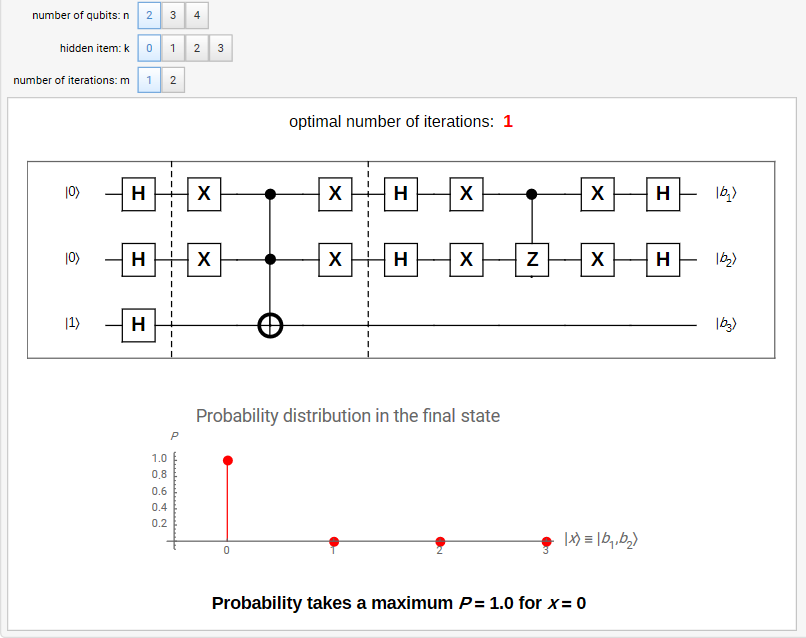 number of qubits: n 2 3 4
hidden item: k 0 1 2 3
number of iterations: m 1 2
optimal number of iterations: 1
|0⟩ H X X H X X H |b₁⟩
|0⟩ H X X H X Z X H |b₂⟩
|1⟩ H |b₃⟩
Probability distribution in the final state
P
1.0
0.8
0.6
0.4
0.2
0 1 2 3
|x⟩ ≡ |b₁,b₂⟩
Probability takes a maximum P = 1.0 for x = 0